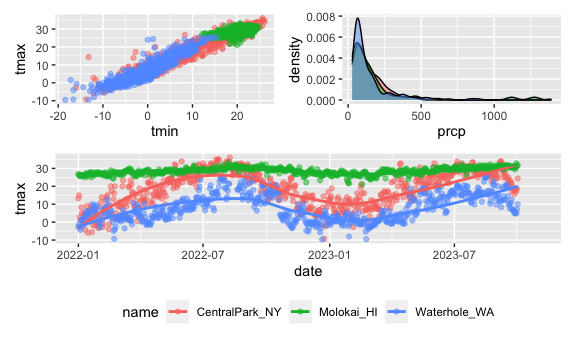 tmax
30
20
10
0
-10
-20 -10 0 10 20
tmin
density
0.008
0.006
0.004
0.002
0.000
0 500 1000
prcp
tmax
30
20
10
0
-10
2022-01 2022-07 2023-01 2023-07
date
name CentralPark_NY Molokai_HI Waterhole_WA